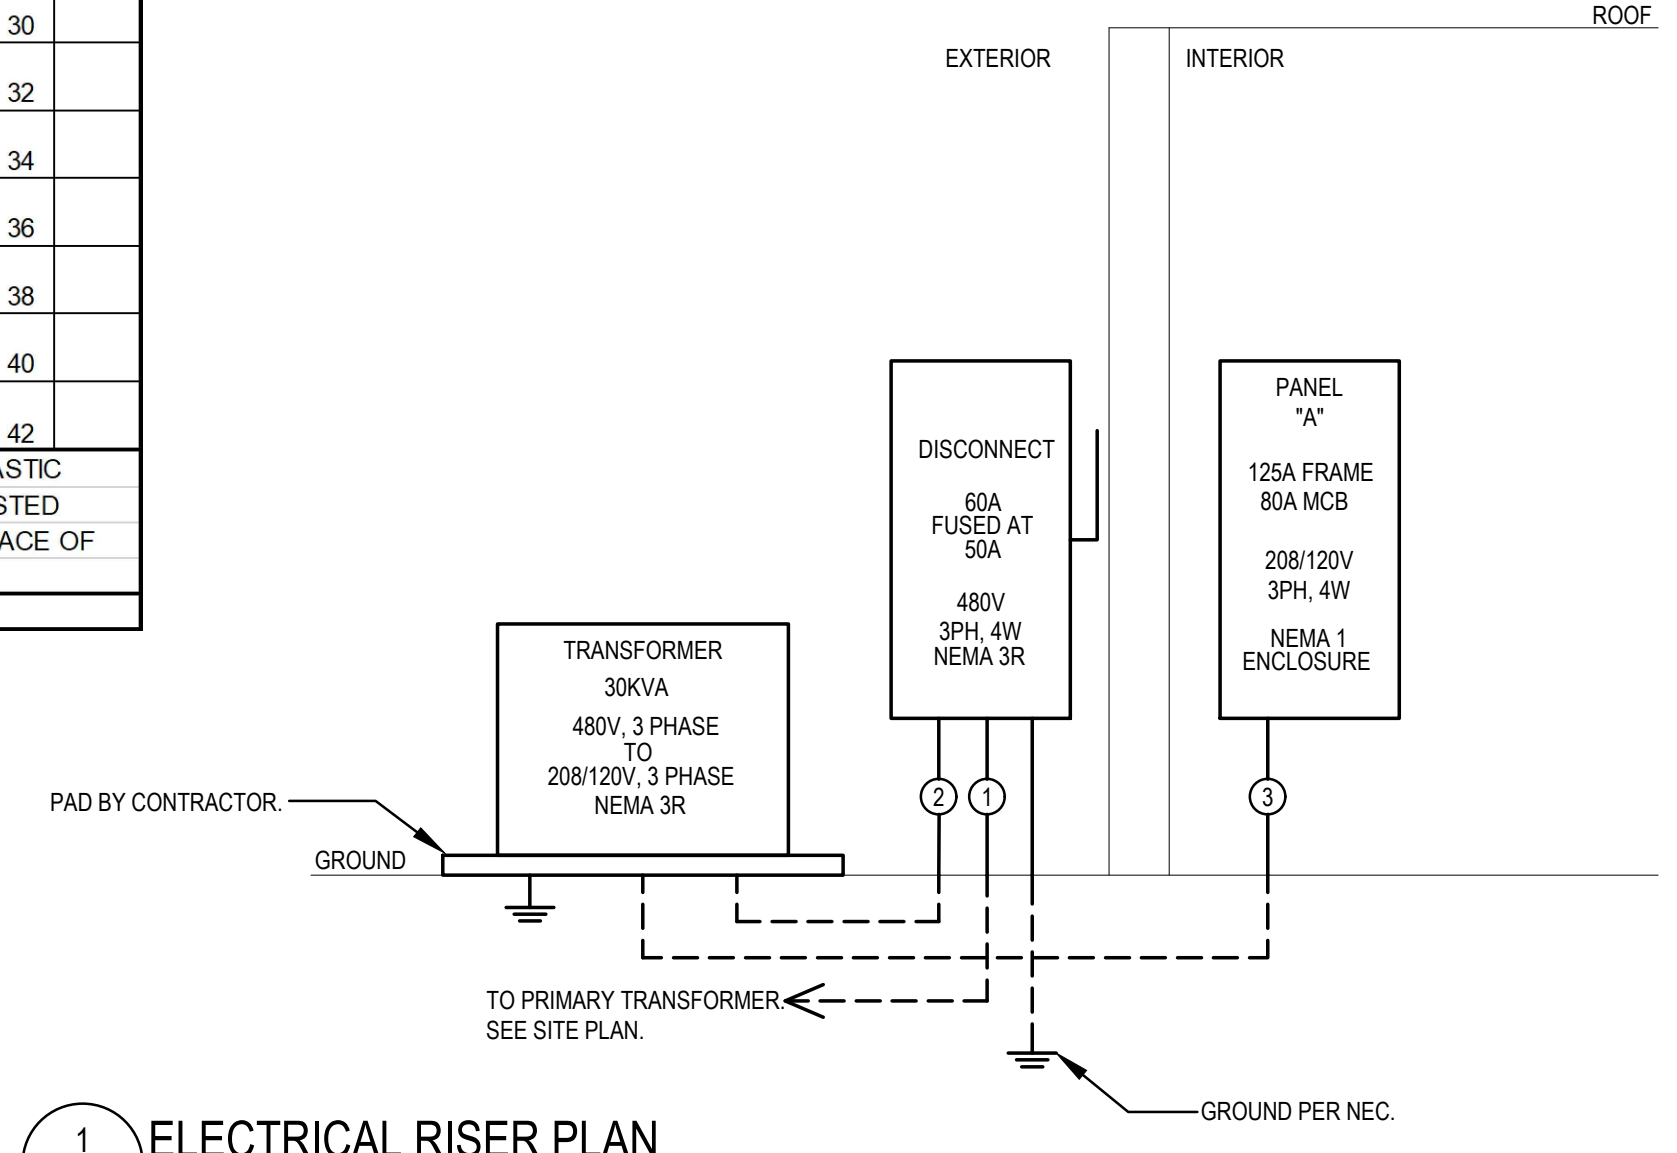 30
32
34
36
38
40
42
ASTIC
STED
ACE OF
ROOF
EXTERIOR
INTERIOR
DISCONNECT
60A
FUSED AT
50A
480V
3PH, 4W
NEMA 3R
PANEL
"A"
125A FRAME
80A MCB
208/120V
3PH, 4W
NEMA 1
ENCLOSURE
TRANSFORMER
30KVA
480V, 3 PHASE
TO
208/120V, 3 PHASE
NEMA 3R
PAD BY CONTRACTOR.
GROUND
2
1
3
TO PRIMARY TRANSFORMER.
SEE SITE PLAN.
GROUND PER NEC.
1
ELECTRICAL RISER PLAN